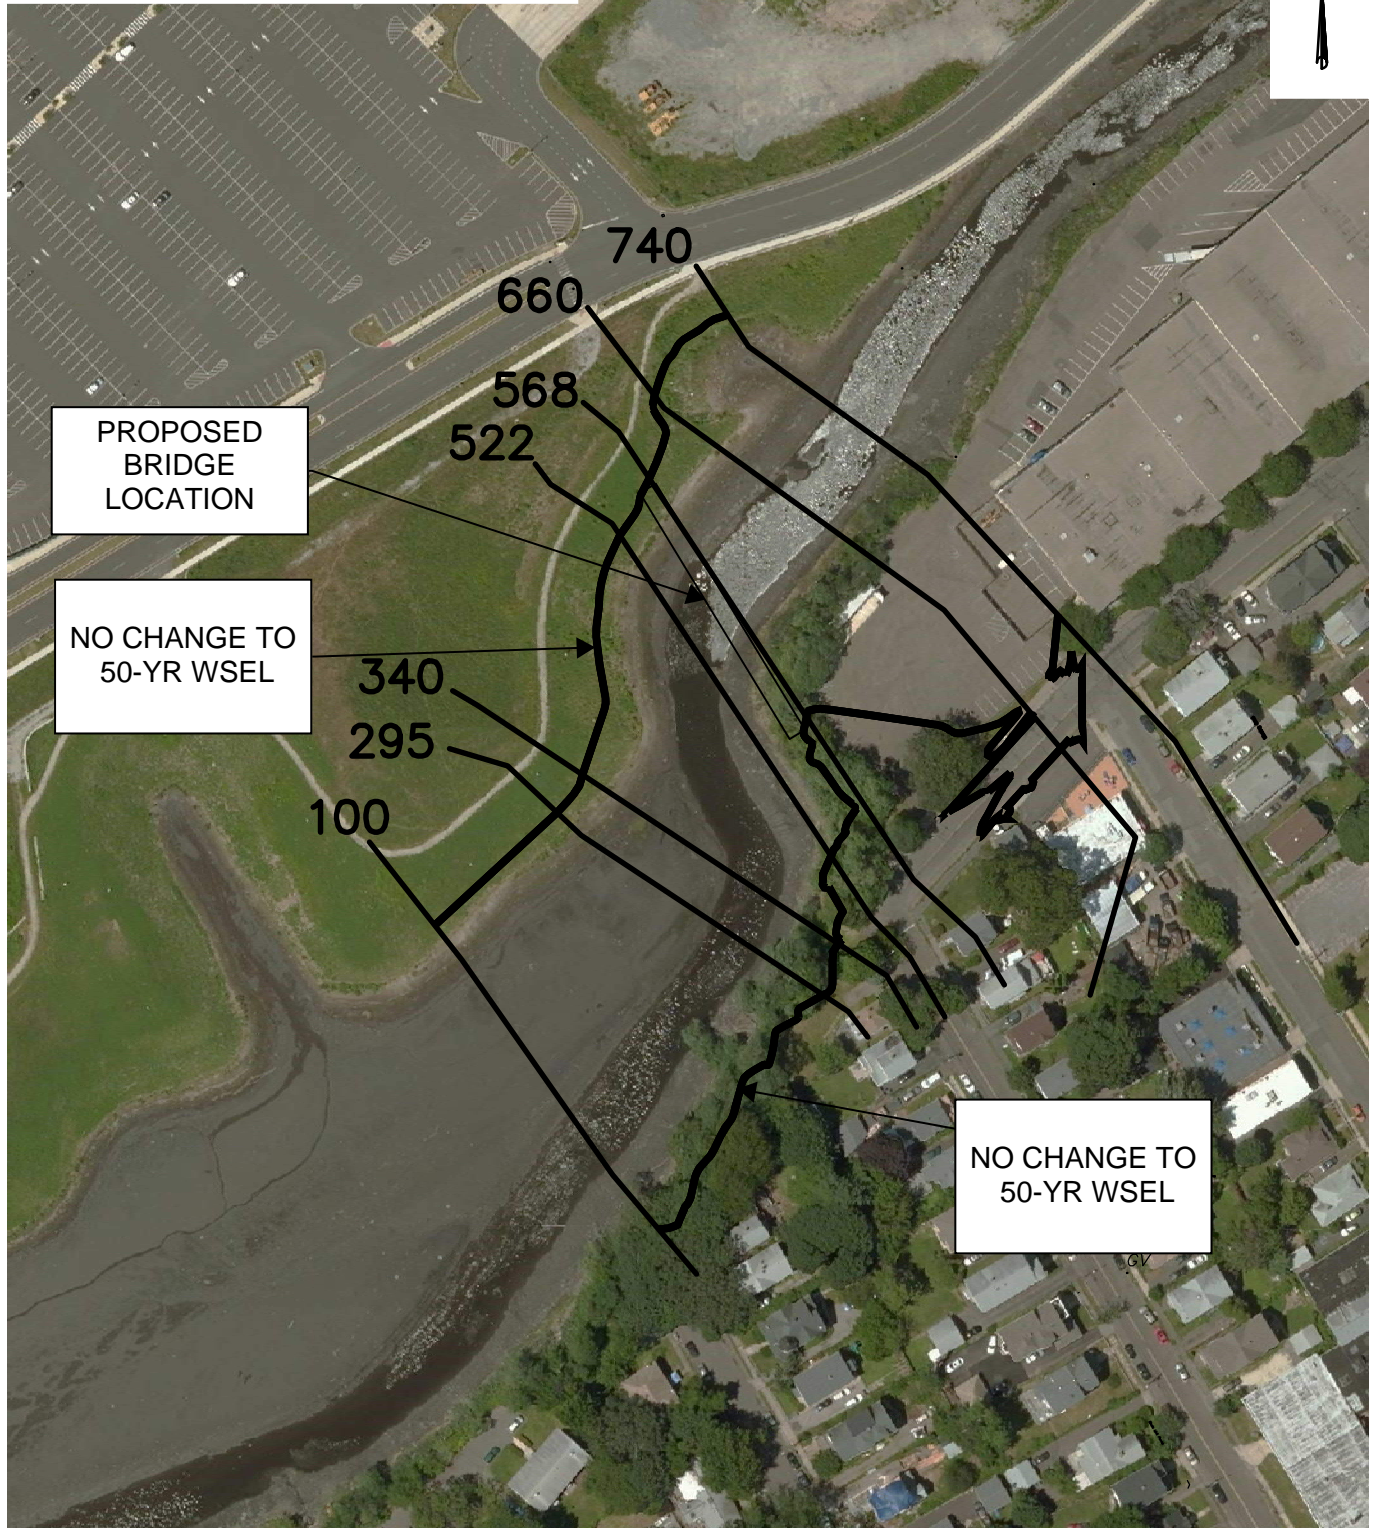 740
660
568
522
PROPOSED
BRIDGE
LOCATION
NO CHANGE TO
50-YR WSEL
340
295
100
NO CHANGE TO
50-YR WSEL
GV